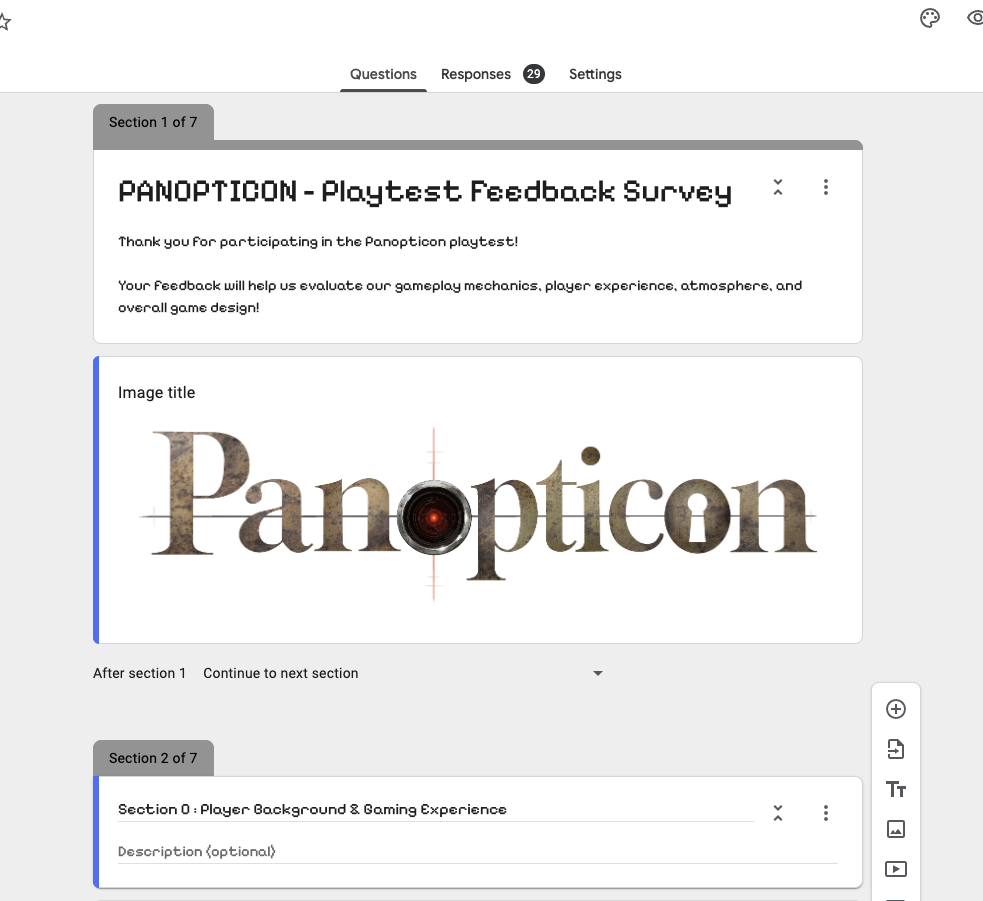 Questions
Responses 29
Settings
Section 1 of 7
PANOPTICON - Playtest Feedback Survey
Thank you for participating in the Panopticon playtest!
Your feedback will help us evaluate our gameplay mechanics, player experience, atmosphere, and
overall game design!
Image title
Panopticon
After section 1 Continue to next section
Section 2 of 7
Section 0 : Player Background & Gaming Experience
Description (optional)
Tт